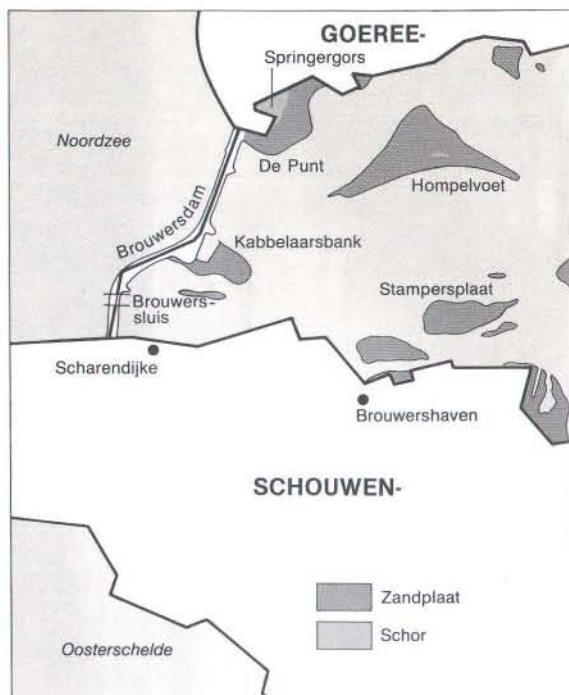 GOEREE-
Springergors
Noordzee
De Punt
Hompelvoet
Brouwersdam
Kabbelaarsbank
Stampersplaat
Brouwers-
sluis
Scharendijke
Brouwershaven
SCHOUWEN-
Zandplaat
Schor
Oosterschelde